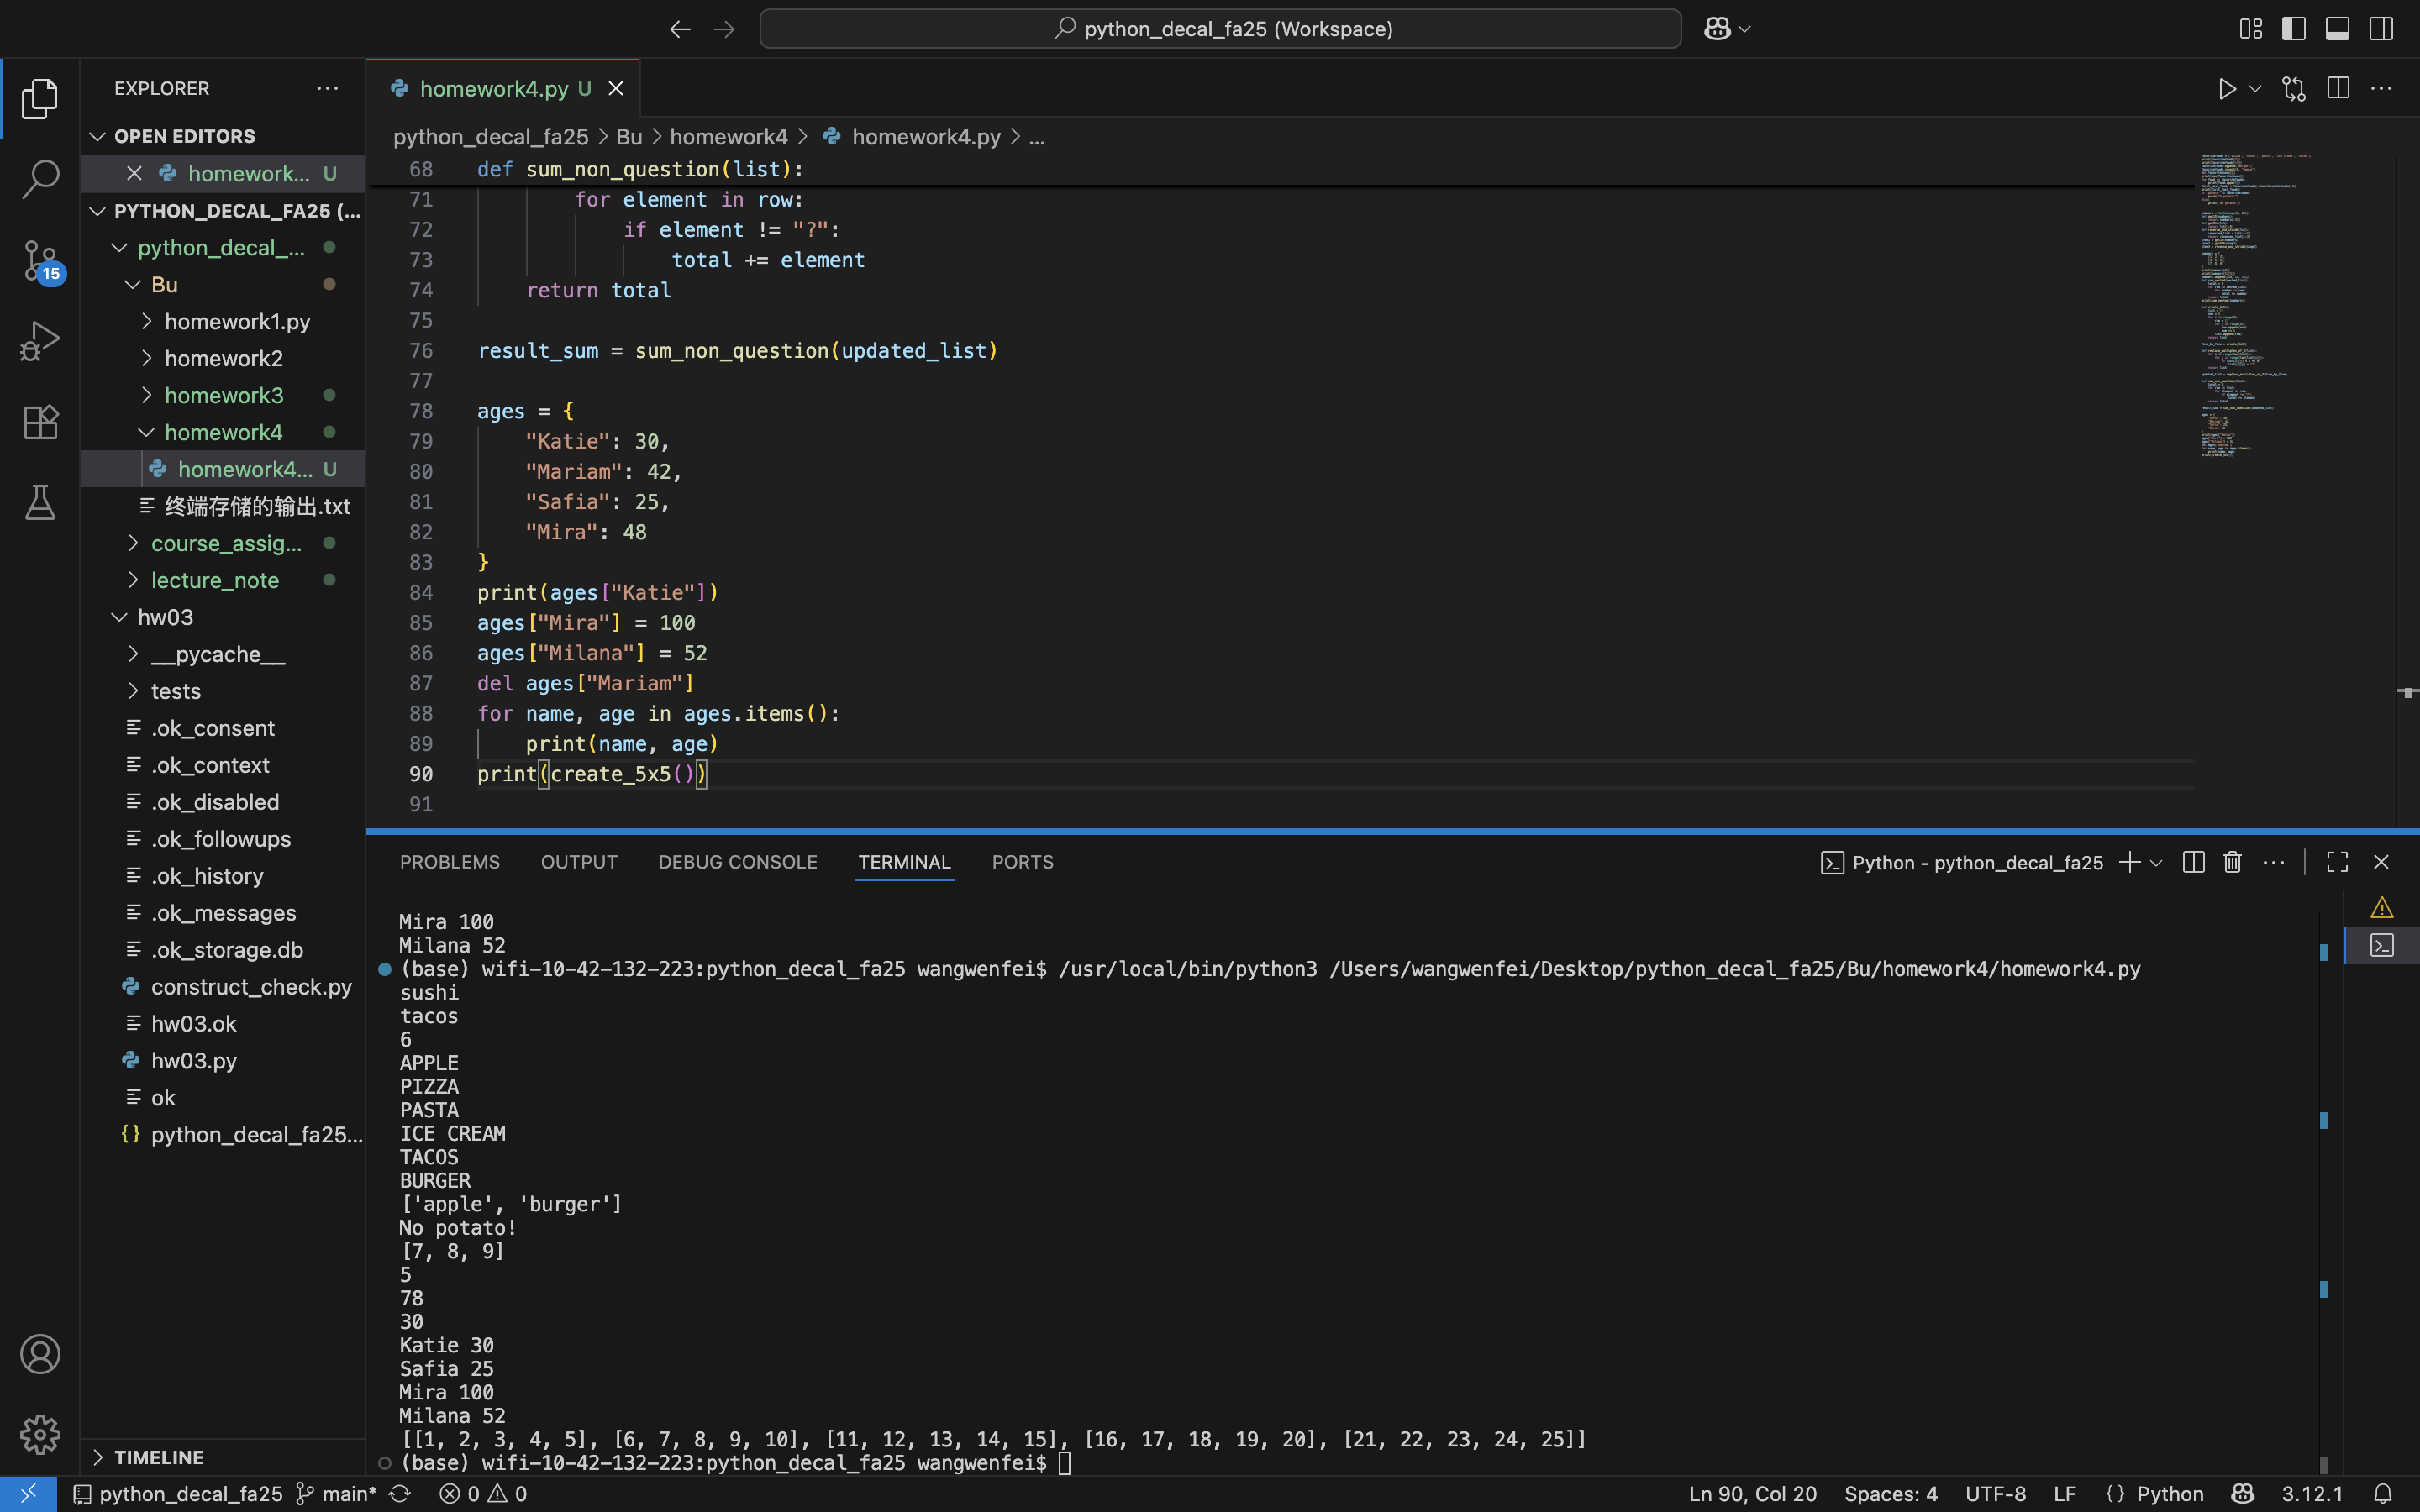 python_decal_fa25 (Workspace)
EXPLORER
OPEN EDITORS
homework... U
PYTHON_DECAL_FA25 (...
python_decal_...
Bu
homework1.py
homework2
homework3
homework4
homework4... U
终端存储的输出.txt
course_assig...
lecture_note
hw03
__pycache__
tests
.ok_consent
.ok_context
.ok_disabled
.ok_followups
.ok_history
.ok_messages
.ok_storage.db
construct_check.py
hw03.ok
hw03.py
ok
{} python_decal_fa25...
TIMELINE
15
homework4.py U
python_decal_fa25 > Bu > homework4 > homework4.py > ...
68 def sum_non_question(list):
71 for element in row:
72 if element != "?":
73 total += element
74 return total
75
76 result_sum = sum_non_question(updated_list)
77
78 ages = {
79 "Katie": 30,
80 "Mariam": 42,
81 "Safia": 25,
82 "Mira": 48
83 }
84 print(ages["Katie"])
85 ages["Mira"] = 100
86 ages["Milana"] = 52
87 del ages["Mariam"]
88 for name, age in ages.items():
89 print(name, age)
90 print(create_5x5())
91
PROBLEMS OUTPUT DEBUG CONSOLE TERMINAL PORTS
Python - python_decal_fa25
Mira 100
Milana 52
(base) wifi-10-42-132-223:python_decal_fa25 wangwenfei$ /usr/local/bin/python3 /Users/wangwenfei/Desktop/python_decal_fa25/Bu/homework4/homework4.py
sushi
tacos
6
APPLE
PIZZA
PASTA
ICE CREAM
TACOS
BURGER
['apple', 'burger']
No potato!
[7, 8, 9]
5
78
30
Katie 30
Safia 25
Mira 100
Milana 52
[[1, 2, 3, 4, 5], [6, 7, 8, 9, 10], [11, 12, 13, 14, 15], [16, 17, 18, 19, 20], [21, 22, 23, 24, 25]]
(base) wifi-10-42-132-223:python_decal_fa25 wangwenfei$
python_decal_fa25 main* 0 0 Ln 90, Col 20 Spaces: 4 UTF-8 LF {} Python 3.12.1